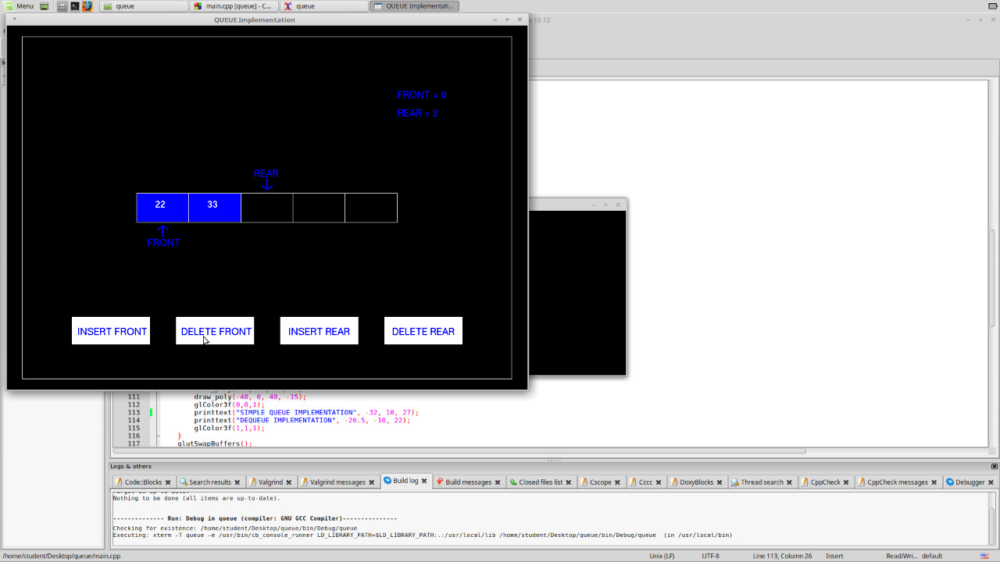 Menu
queue
main.cpp [queue] - C...
queue
QUEUE Implementati...
QUEUE Implementation
s 13.12
FRONT = 0
REAR = 2
REAR
22 33
FRONT
INSERT FRONT DELETE FRONT INSERT REAR DELETE REAR
111 draw_poly(-40, 0, 40, -15);
112 glColor3f(0,0,1);
113 printtext("SIMPLE QUEUE IMPLEMENTATION", -32, 10, 27);
114 printtext("DEQUEUE IMPLEMENTATION", -26.5, -10, 22);
115 glColor3f(1,1,1);
116 }
117 glutSwapBuffers();
Logs & others
Code::Blocks Search results Valgrind Valgrind messages Build log Build messages Closed files list Cscope Cccc DoxyBlocks Thread search CppCheck CppCheck messages Debugger
Nothing to be done (all items are up-to-date).
-------------- Run: Debug in queue (compiler: GNU GCC Compiler)---------------
Checking for existence: /home/student/Desktop/queue/bin/Debug/queue
Executing: xterm -T queue -e /usr/bin/cb_console_runner LD_LIBRARY_PATH=$LD_LIBRARY_PATH:.:/usr/local/lib /home/student/Desktop/queue/bin/Debug/queue (in /usr/local/bin)
/home/student/Desktop/queue/main.cpp Unix (LF) UTF-8 Line 113, Column 26 Insert Read/Wri... default